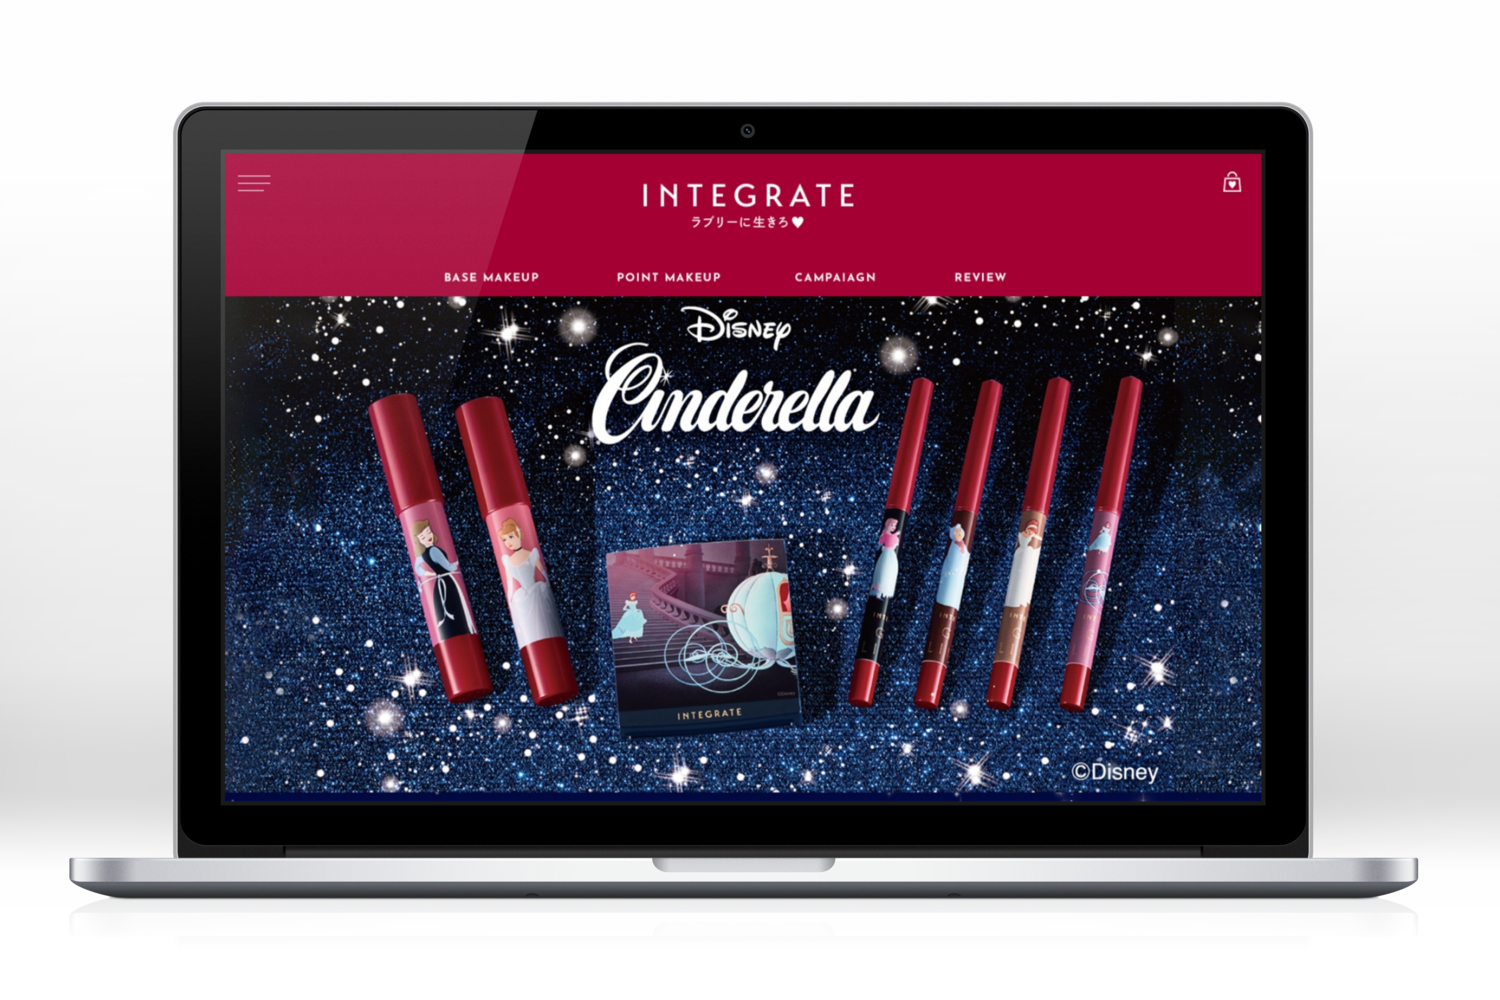 INTEGRATE
ラブリーに生きろ♥
BASE MAKEUP
POINT MAKEUP
CAMPAIAGN
REVIEW
Disney
Cinderella
INTEGRATE
©Disney